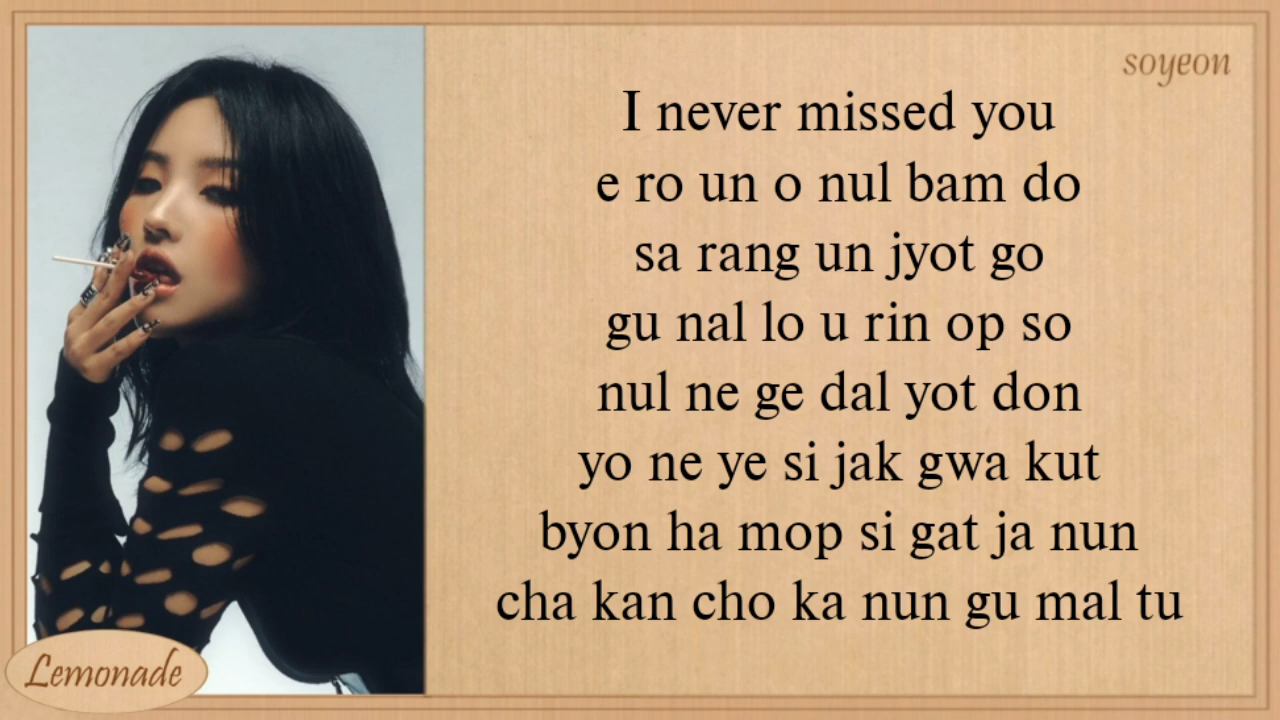 soyeon
I never missed you
e ro un o nul bam do
sa rang un jyot go
gu nal lo u rin op so
nul ne ge dal yot don
yo ne ye si jak gwa kut
byon ha mop si gat ja nun
cha kan cho ka nun gu mal tu
Lemonade